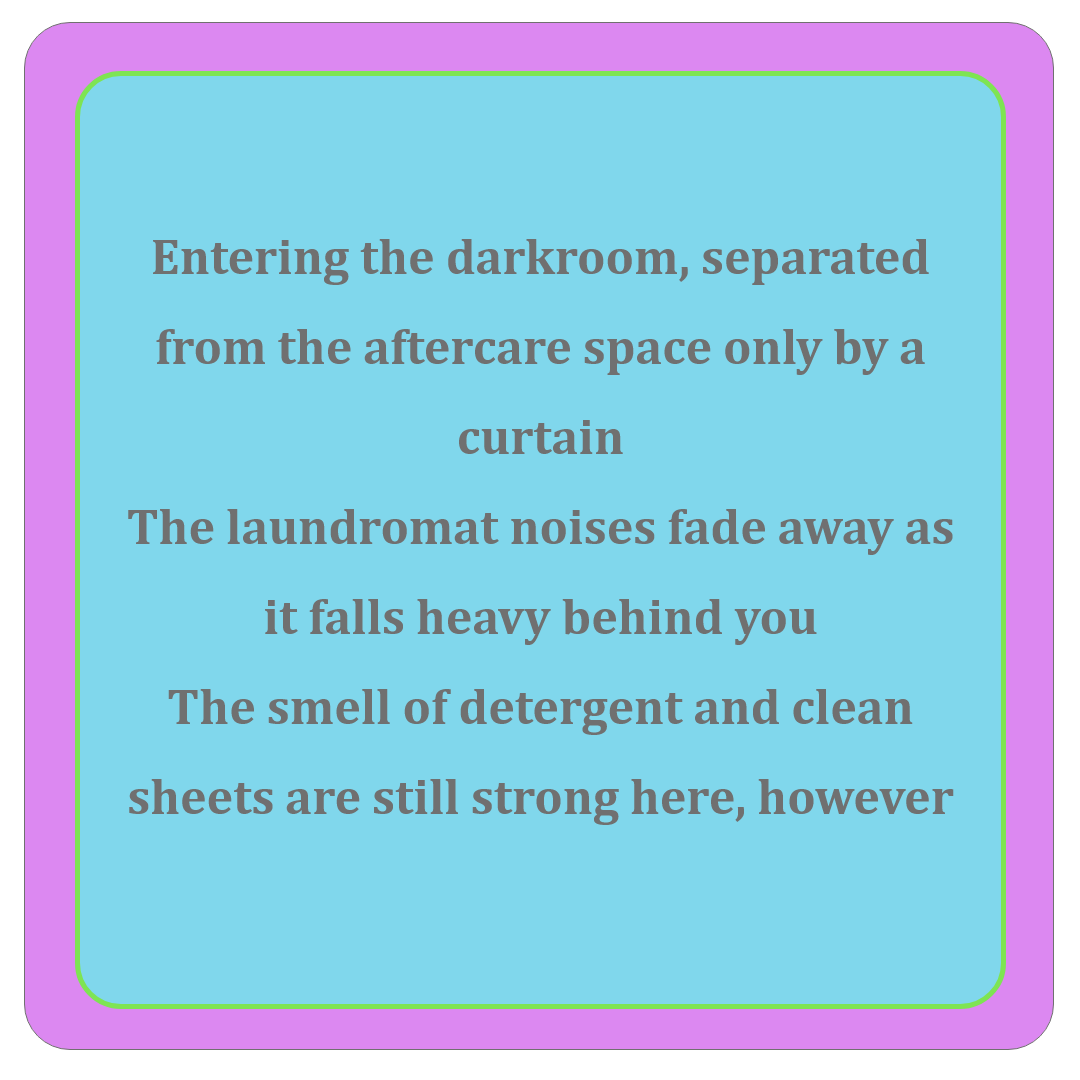 Entering the darkroom, separated
from the aftercare space only by a
curtain
The laundromat noises fade away as
it falls heavy behind you
The smell of detergent and clean
sheets are still strong here, however